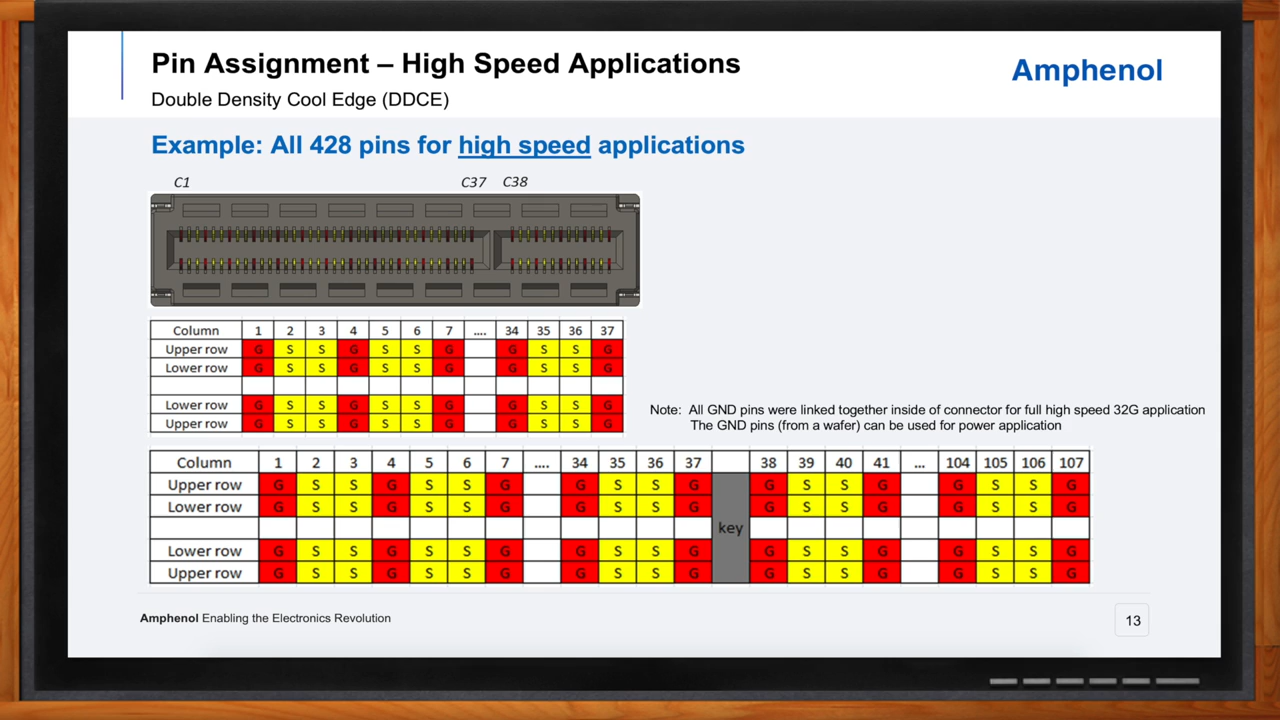 Pin Assignment – High Speed Applications
Amphenol
Double Density Cool Edge (DDCE)
Example: All 428 pins for high speed applications
C1 C37 C38
Column 1 2 3 4 5 6 7 .... 34 35 36 37
Upper row G S S G S S G G S S G
Lower row G S S G S S G G S S G
Lower row G S S G S S G G S S G
Upper row G S S G S S G G S S G
Note: All GND pins were linked together inside of connector for full high speed 32G application
The GND pins (from a wafer) can be used for power application
Column 1 2 3 4 5 6 7 .... 34 35 36 37 38 39 40 41 ... 104 105 106 107
Upper row G S S G S S G G S S G G S S G G S S G
Lower row G S S G S S G G S S G G S S G G S S G
key
Lower row G S S G S S G G S S G G S S G G S S G
Upper row G S S G S S G G S S G G S S G G S S G
Amphenol Enabling the Electronics Revolution
13